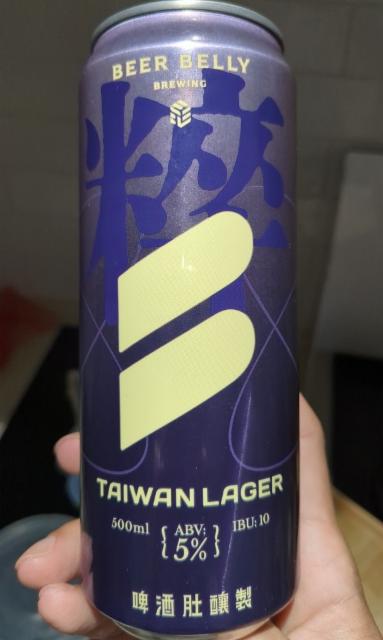 BEER BELLY
BREWING
粹
TAIWAN LAGER
500ml { ABV: 5% } IBU: 10
啤酒肚釀製